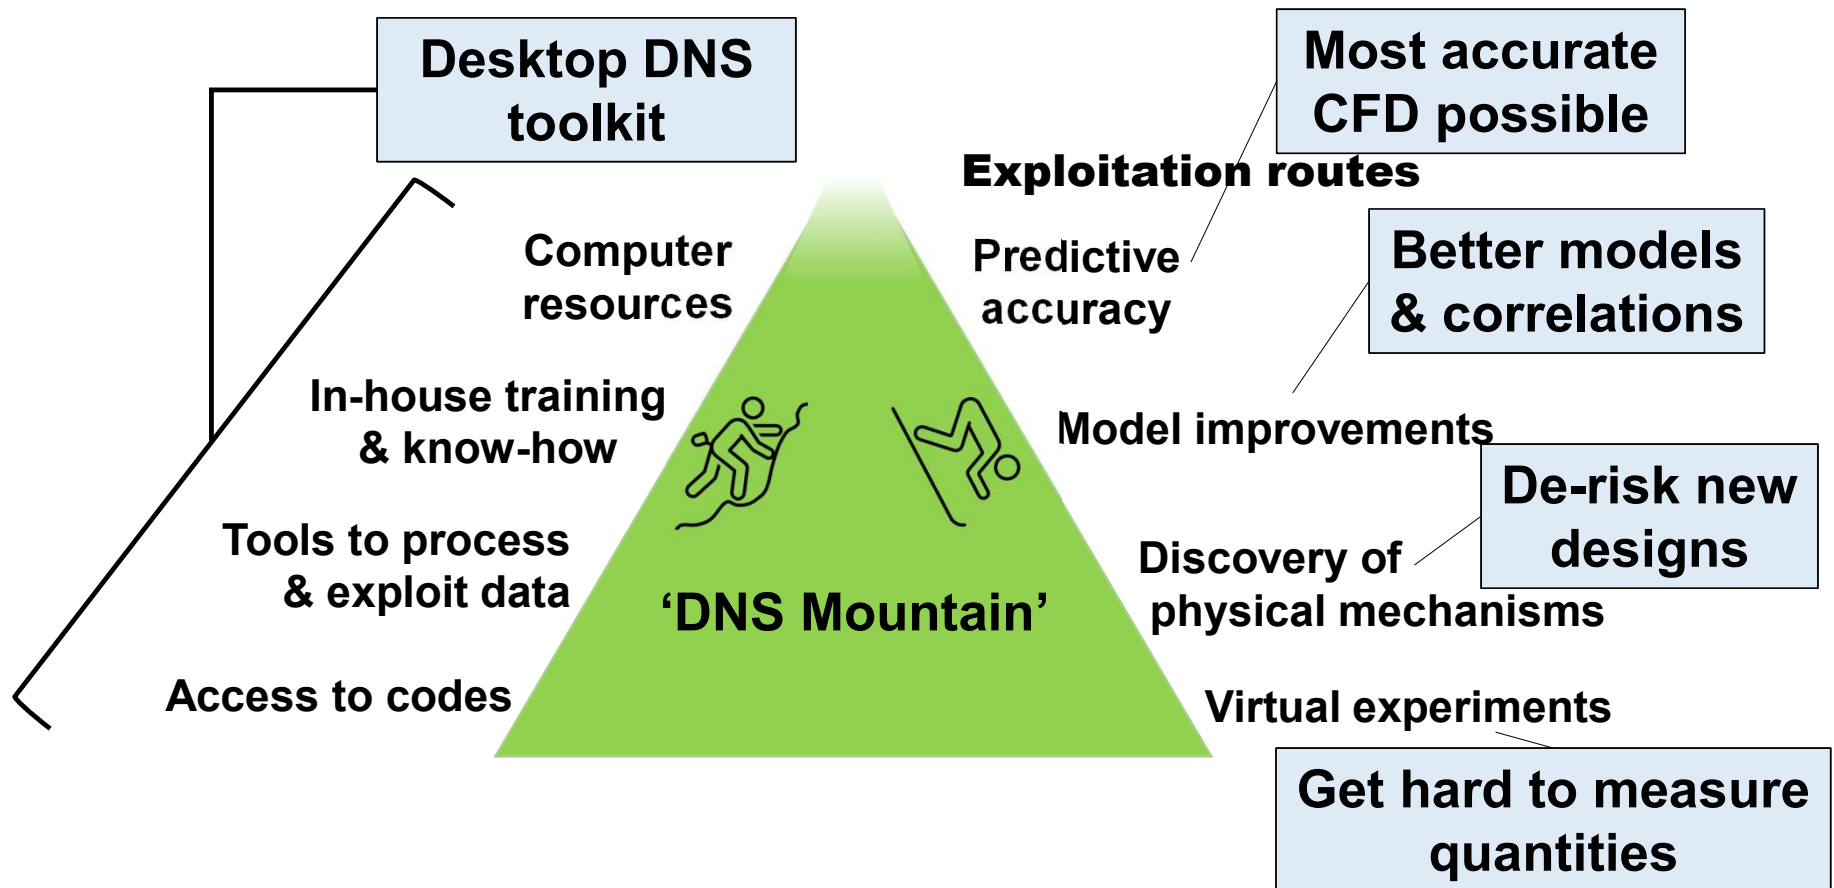 Desktop DNS
toolkit
Most accurate
CFD possible
Exploitation routes
Computer
resources
Predictive
accuracy
Better models
& correlations
In-house training
& know-how
Model improvements
De-risk new
designs
Tools to process
& exploit data
Discovery of
physical mechanisms
‘DNS Mountain’
Access to codes
Virtual experiments
Get hard to measure
quantities